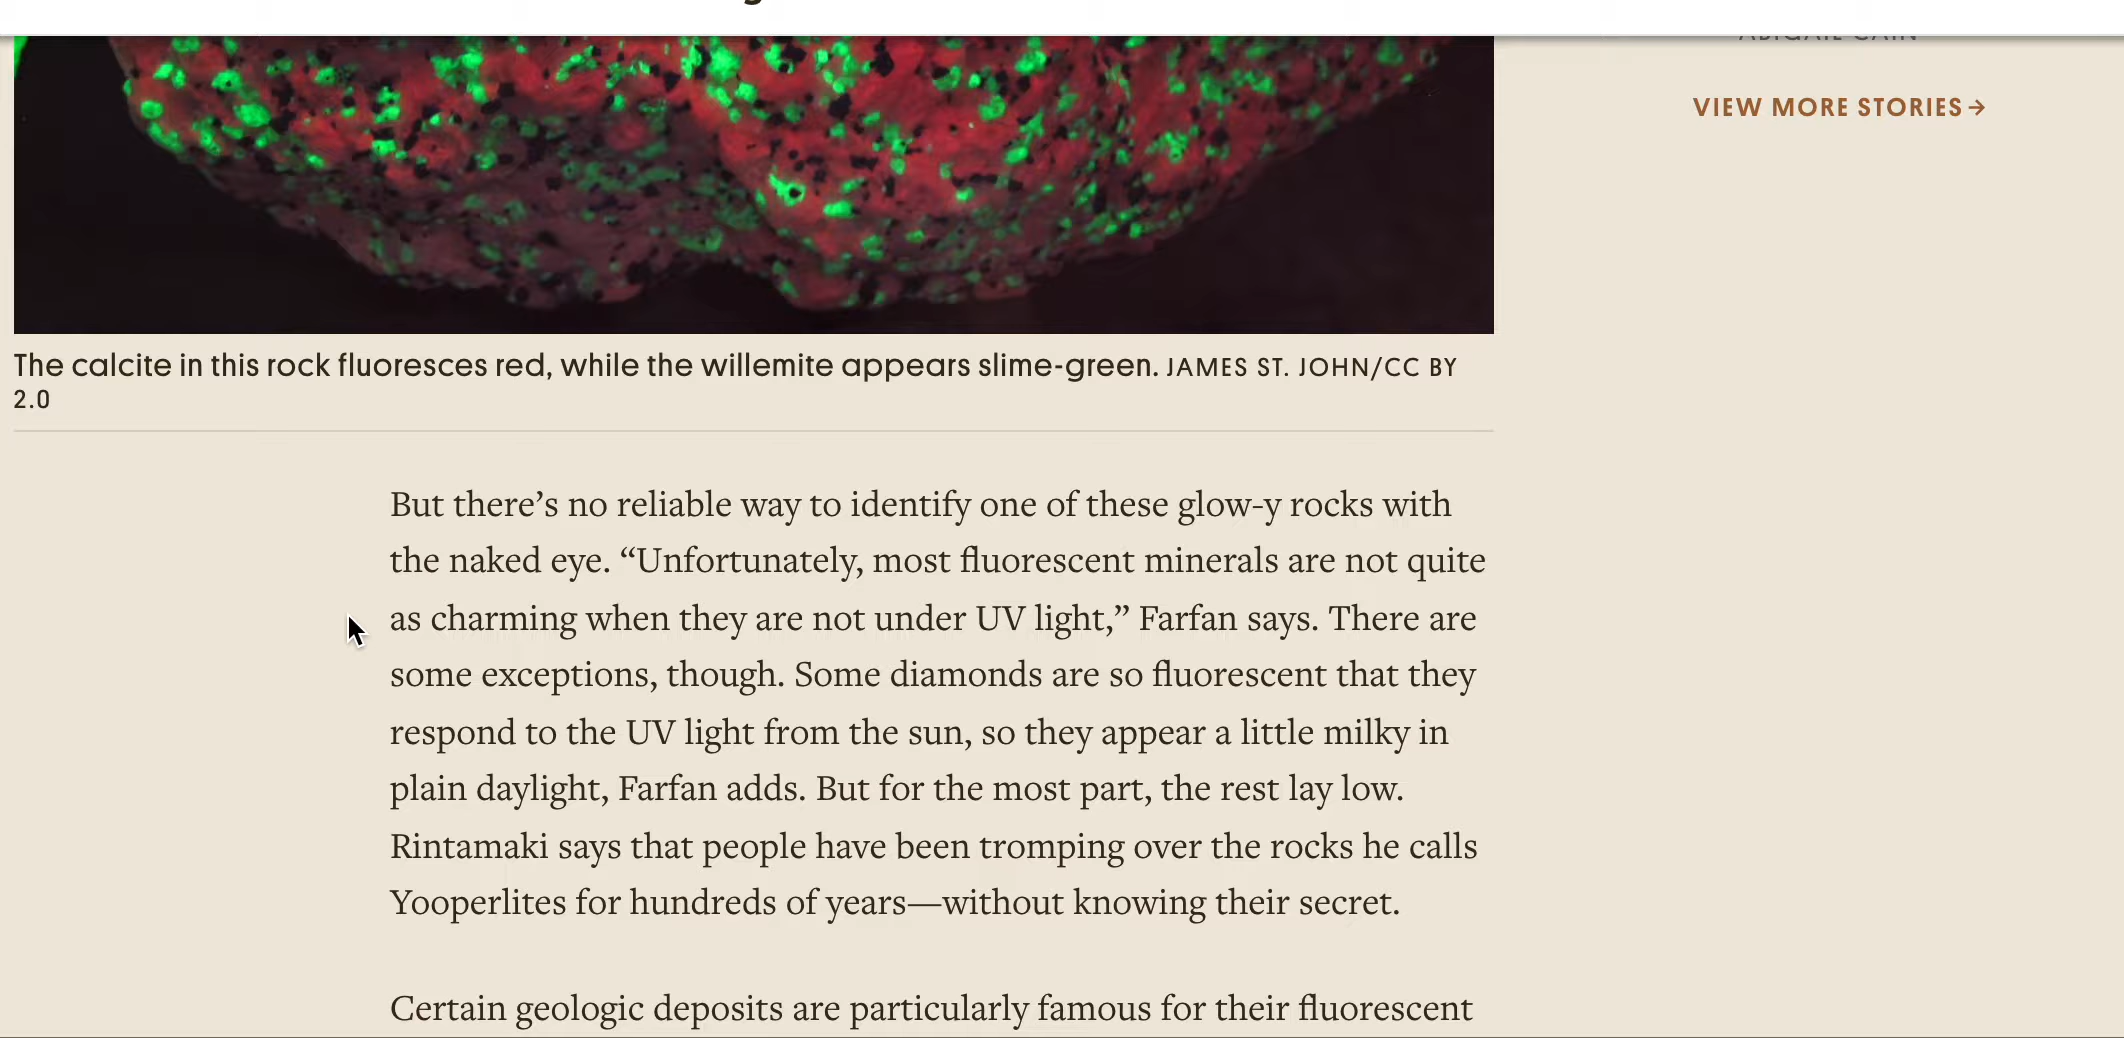 VIEW MORE STORIES →
The calcite in this rock fluoresces red, while the willemite appears slime-green. JAMES ST. JOHN/CC BY
2.0
But there’s no reliable way to identify one of these glow-y rocks with
the naked eye. “Unfortunately, most fluorescent minerals are not quite
as charming when they are not under UV light,” Farfan says. There are
some exceptions, though. Some diamonds are so fluorescent that they
respond to the UV light from the sun, so they appear a little milky in
plain daylight, Farfan adds. But for the most part, the rest lay low.
Rintamaki says that people have been tromping over the rocks he calls
Yooperlites for hundreds of years—without knowing their secret.
Certain geologic deposits are particularly famous for their fluorescent